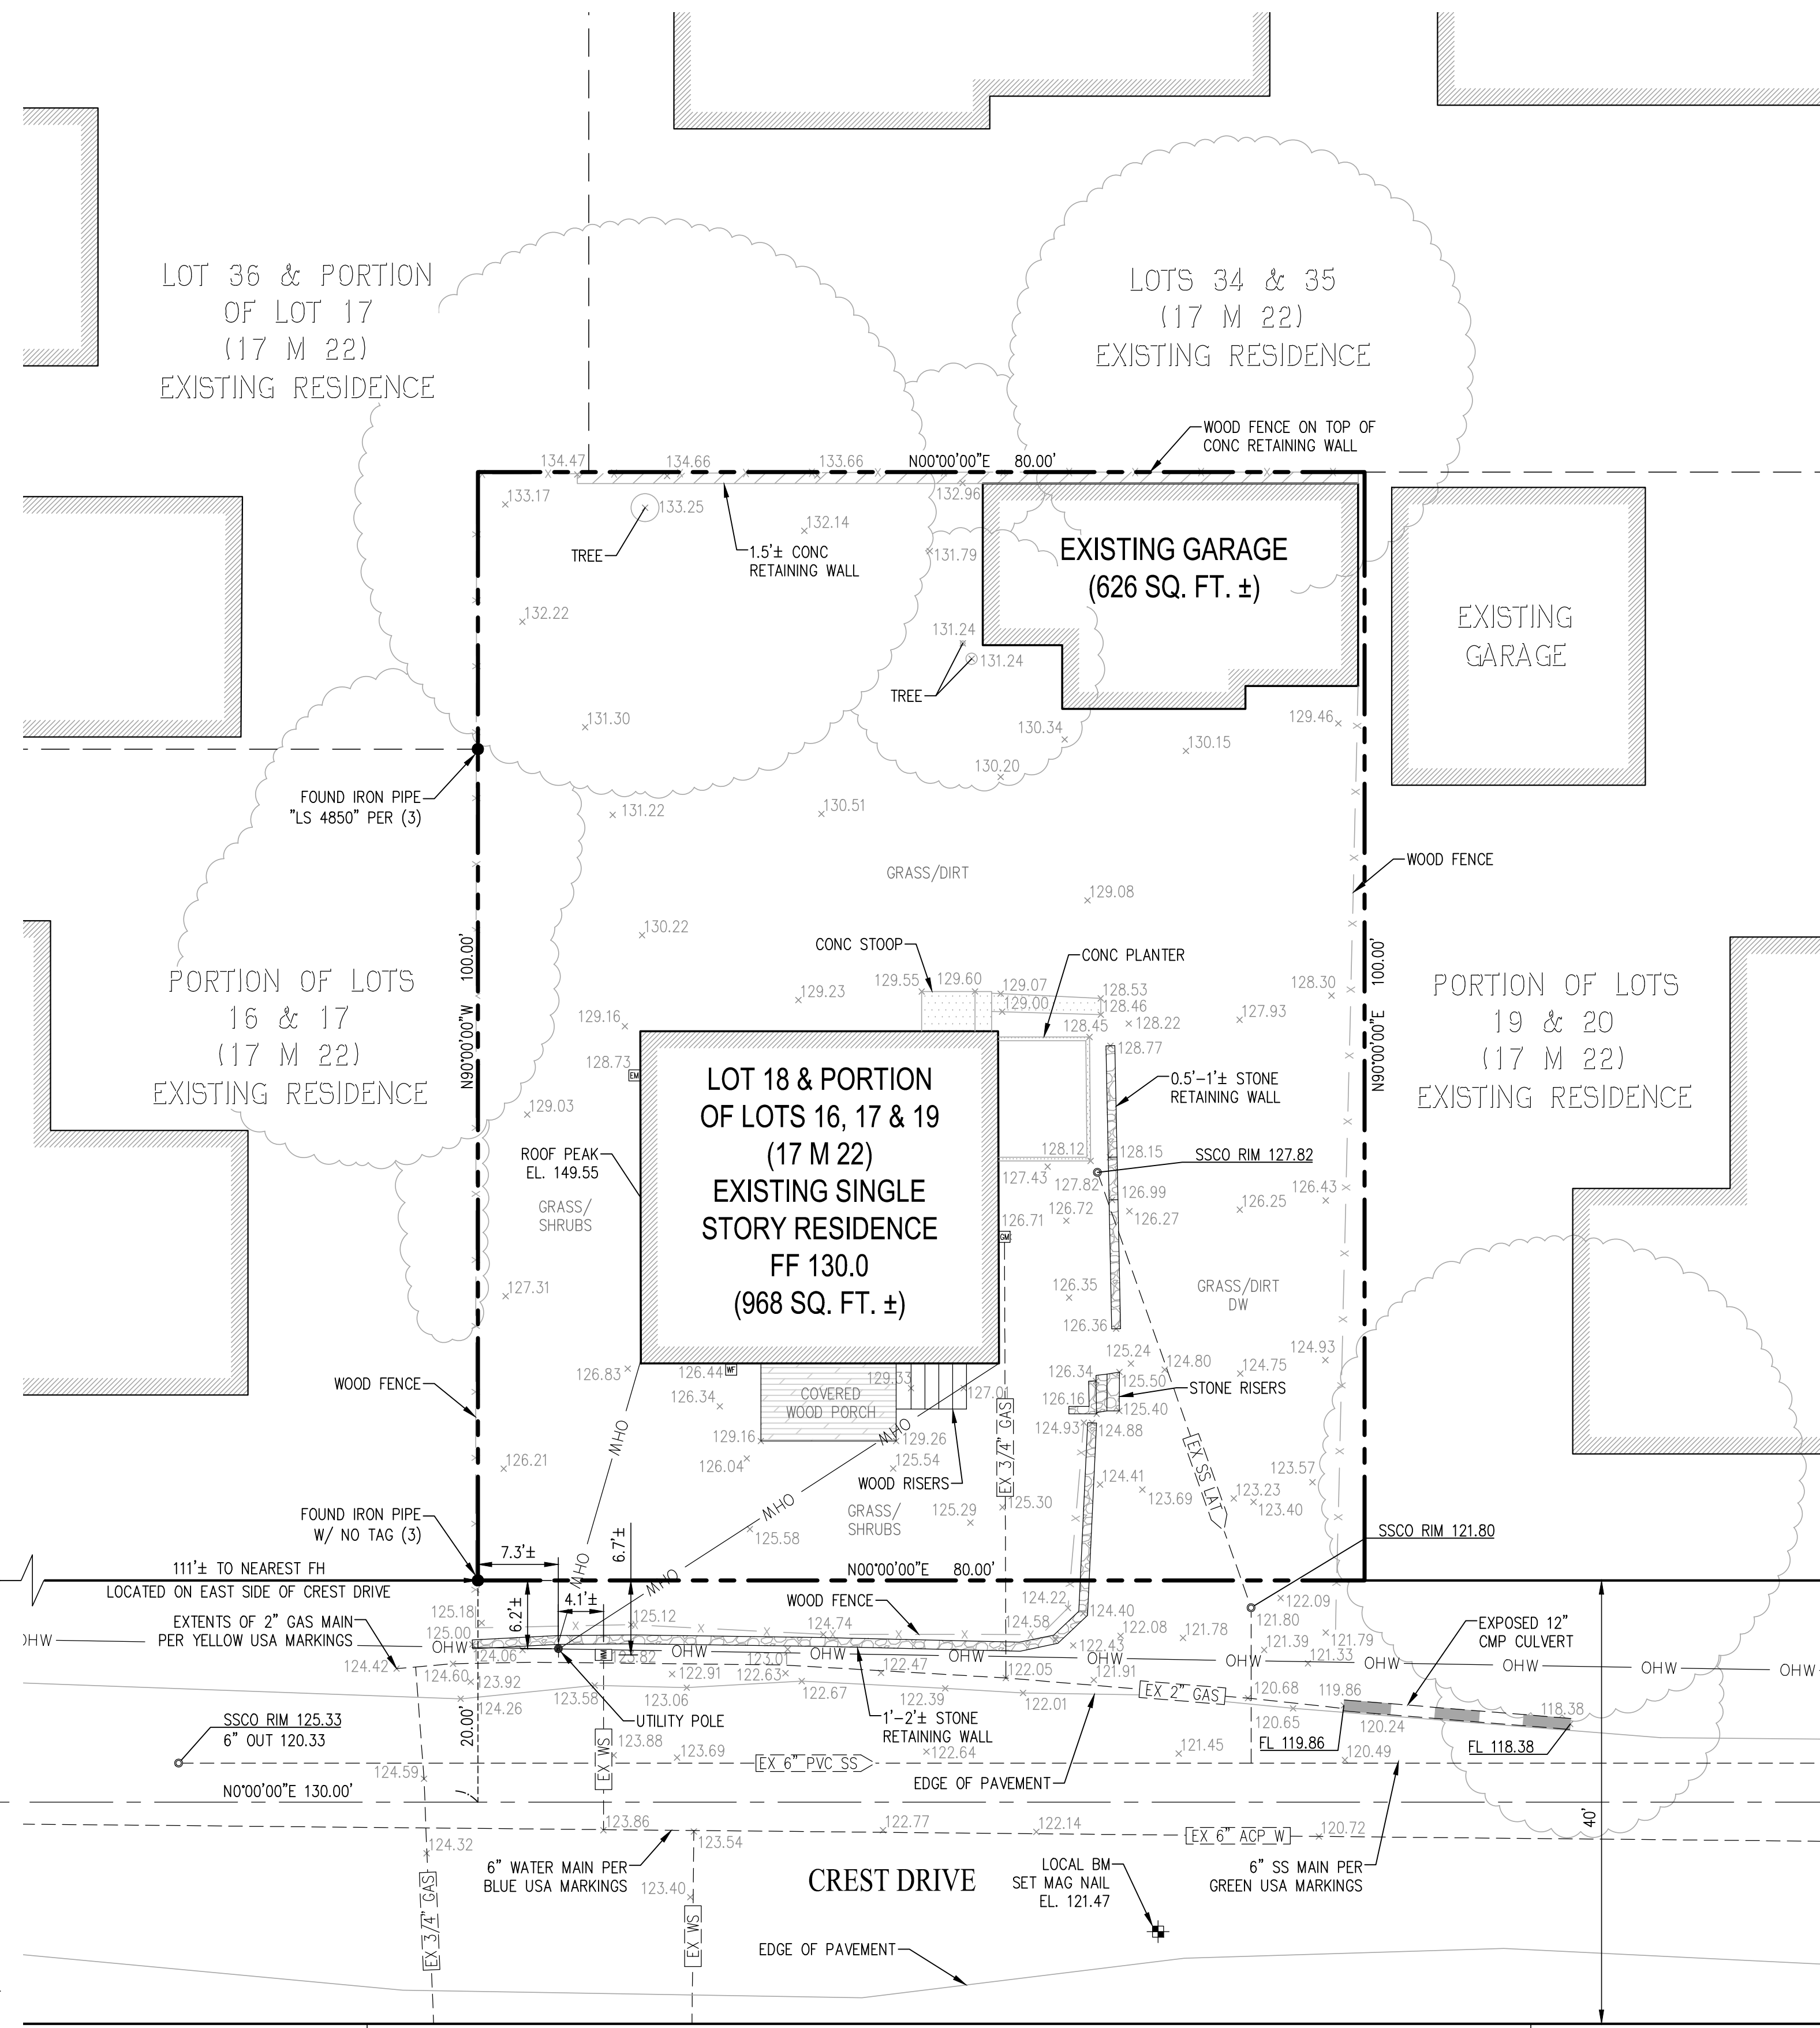 LOT 36 & PORTION
OF LOT 17
(17 M 22)
EXISTING RESIDENCE
LOTS 34 & 35
(17 M 22)
EXISTING RESIDENCE
WOOD FENCE ON TOP OF
CONC RETAINING WALL
134.47
134.66
133.66
N00°00'00"E 80.00'
133.17
133.25
132.96
132.14
TREE
1.5'± CONC
RETAINING WALL
131.79
EXISTING GARAGE
(626 SQ. FT. ±)
EXISTING
GARAGE
132.22
131.24
131.24
TREE
131.30
130.34
129.46
130.15
130.20
FOUND IRON PIPE
"LS 4850" PER (3)
131.22
130.51
WOOD FENCE
GRASS/DIRT
129.08
130.22
N90°00'00"W 100.00'
N90°00'00"E 100.00'
CONC STOOP
CONC PLANTER
129.55
129.60
129.07
128.53
128.30
129.23
129.00
128.46
127.93
129.16
128.45
128.22
PORTION OF LOTS
16 & 17
(17 M 22)
EXISTING RESIDENCE
PORTION OF LOTS
19 & 20
(17 M 22)
EXISTING RESIDENCE
128.73
EM
128.77
129.03
0.5'-1'± STONE
RETAINING WALL
LOT 18 & PORTION
OF LOTS 16, 17 & 19
(17 M 22)
EXISTING SINGLE
STORY RESIDENCE
FF 130.0
(968 SQ. FT. ±)
ROOF PEAK
EL. 149.55
GRASS/
SHRUBS
128.12
128.15
SSCO RIM 127.82
127.43
127.82
126.99
126.43
126.25
126.72
126.71
126.27
GM
127.31
126.35
GRASS/DIRT
DW
126.36
125.24
124.93
126.83
126.44
WF
126.34
124.80
124.75
129.33
127.01
125.50
STONE RISERS
WOOD FENCE
126.34
COVERED
WOOD PORCH
126.16
125.40
124.93
124.88
OHW
OHW
129.16
129.26
126.21
126.04
125.54
WOOD RISERS
EX 3/4" GAS
EX SS LAT
124.41
123.57
123.69
123.23
123.40
FOUND IRON PIPE
W/ NO TAG (3)
GRASS/
SHRUBS
125.30
125.29
OHW
125.58
SSCO RIM 121.80
7.3'±
6.7'±
111'± TO NEAREST FH
LOCATED ON EAST SIDE OF CREST DRIVE
OHW
OHW
N00°00'00"E 80.00'
4.1'±
6.2'±
WOOD FENCE
124.22
122.09
125.18
125.12
124.74
124.58
124.40
121.80
EXPOSED 12"
CMP CULVERT
EXTENTS OF 2" GAS MAIN
PER YELLOW USA MARKINGS
125.00
122.08
121.78
121.79
122.43
121.39
OHW
OHW
124.06
W
123.82
OHW
123.01
OHW
OHW
OHW
OHW
121.33
OHW
OHW
OHW
OHW
124.42
124.60
123.92
122.91
122.63
122.47
122.05
121.91
123.58
123.06
122.67
122.39
122.01
EX 2" GAS
120.68
119.86
118.38
124.26
20.00'
UTILITY POLE
1'-2'± STONE
RETAINING WALL
120.65
120.24
SSCO RIM 125.33
6" OUT 120.33
FL 119.86
FL 118.38
123.88
123.69
122.64
121.45
120.49
EX WS
EX 6" PVC SS
124.59
EDGE OF PAVEMENT
N0°00'00"E 130.00'
40'
123.86
123.54
122.77
122.14
EX 6" ACP W
120.72
124.32
6" WATER MAIN PER
BLUE USA MARKINGS
123.40
CREST DRIVE
LOCAL BM
SET MAG NAIL
EL. 121.47
6" SS MAIN PER
GREEN USA MARKINGS
EX 3/4" GAS
EX WS
EDGE OF PAVEMENT